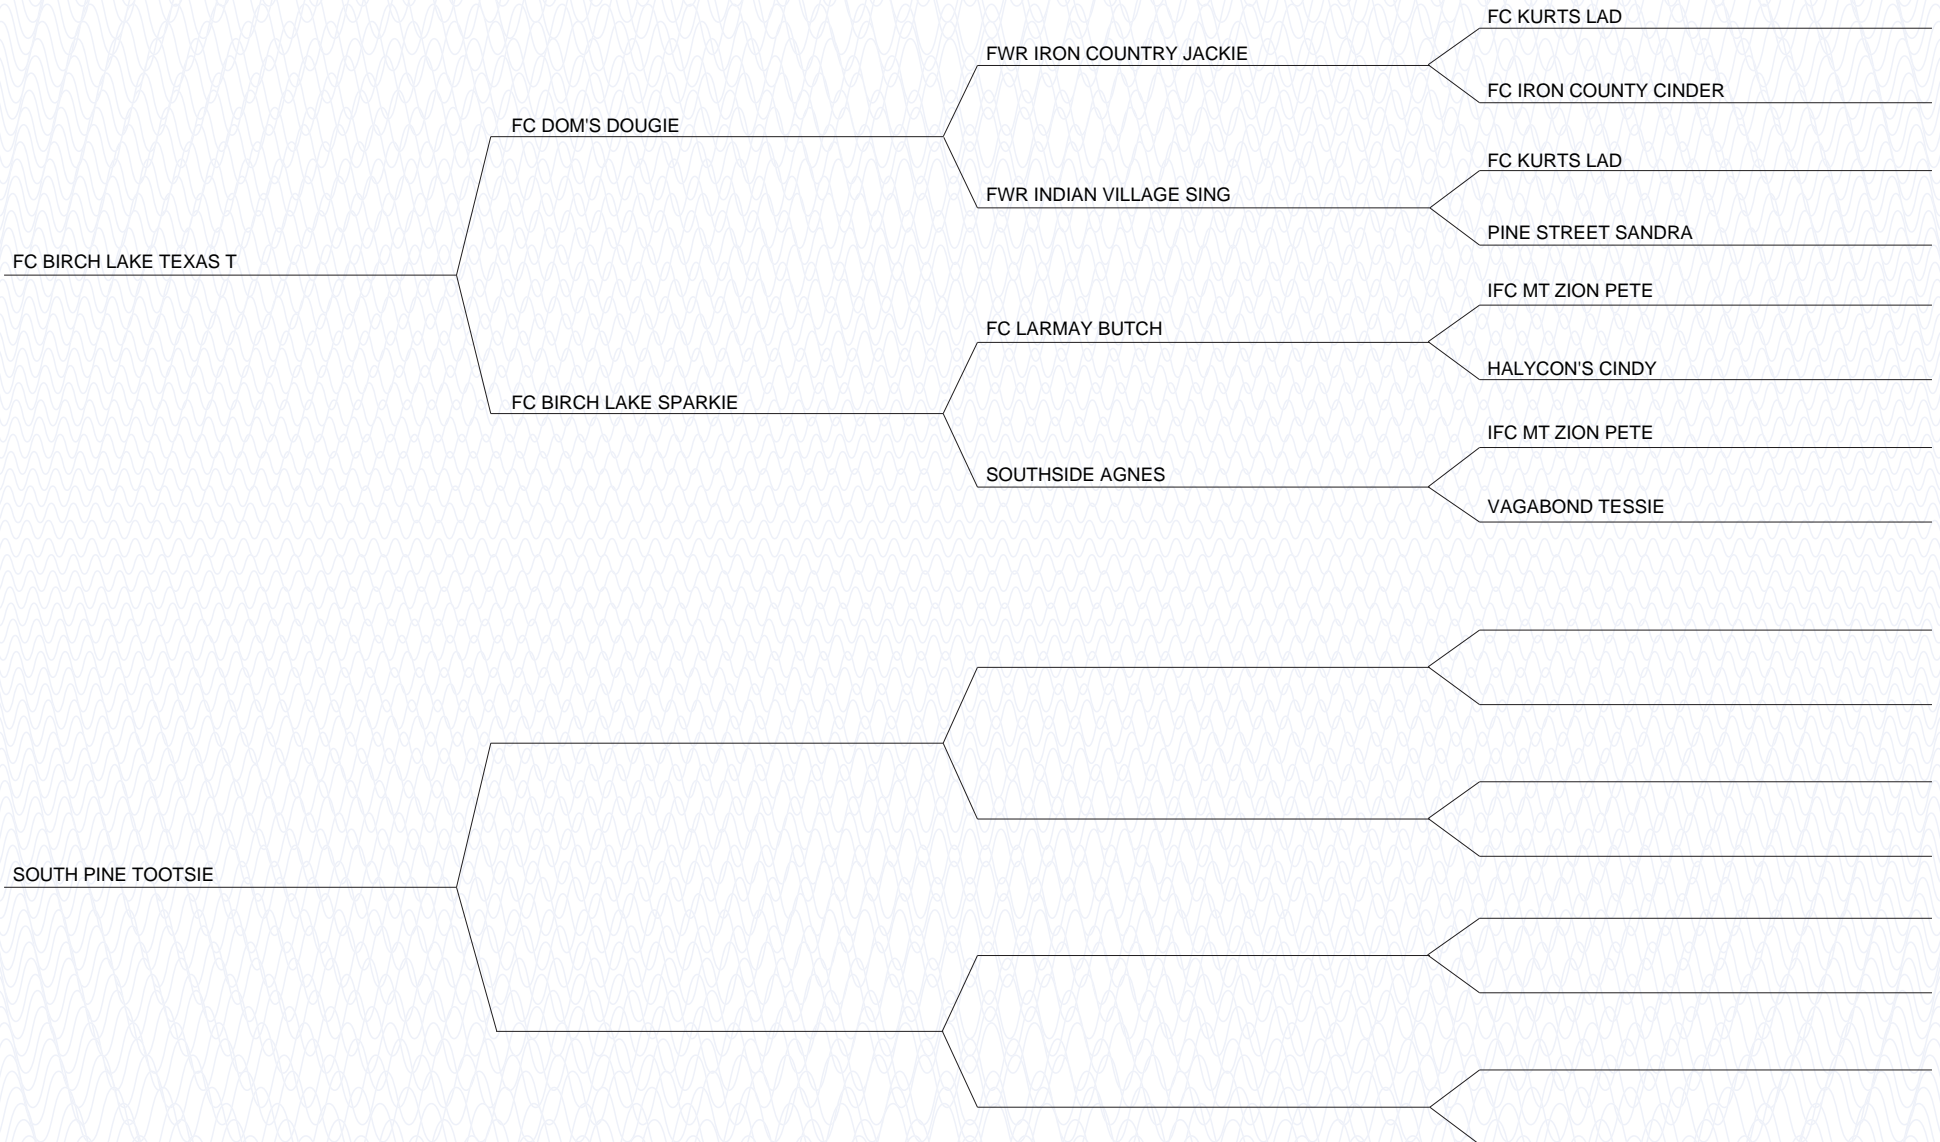 FC KURTS LAD
FWR IRON COUNTRY JACKIE
FC IRON COUNTY CINDER
FC DOM'S DOUGIE
FC KURTS LAD
FWR INDIAN VILLAGE SING
PINE STREET SANDRA
FC BIRCH LAKE TEXAS T
IFC MT ZION PETE
FC LARMAY BUTCH
HALYCON'S CINDY
FC BIRCH LAKE SPARKIE
IFC MT ZION PETE
SOUTHSIDE AGNES
VAGABOND TESSIE
SOUTH PINE TOOTSIE